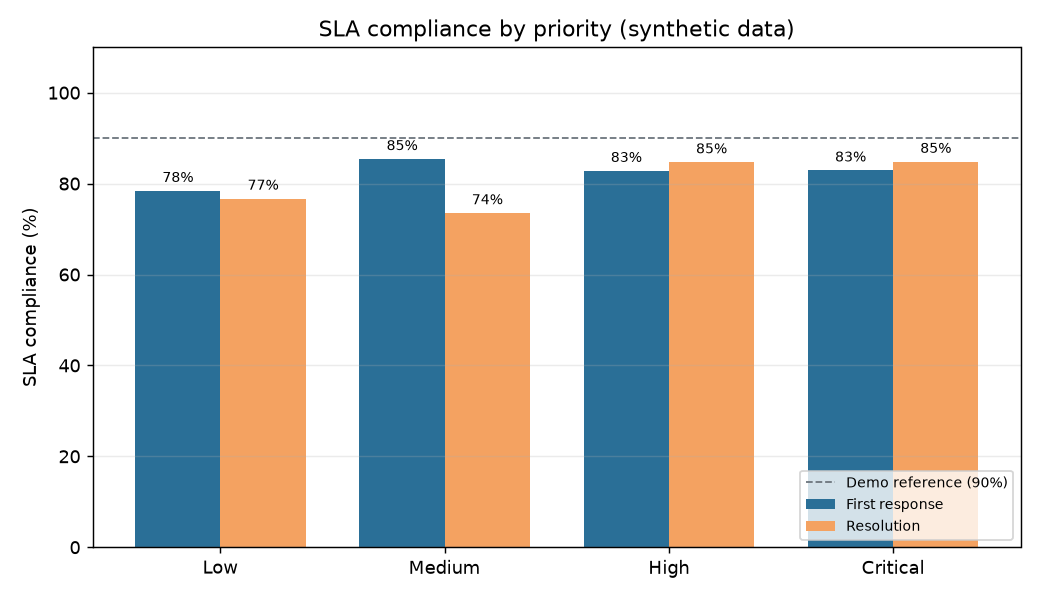 SLA compliance by priority (synthetic data)
SLA compliance (%)
100
80
60
40
20
0
78%
77%
85%
74%
83%
85%
83%
85%
Low
Medium
High
Critical
Demo reference (90%)
First response
Resolution